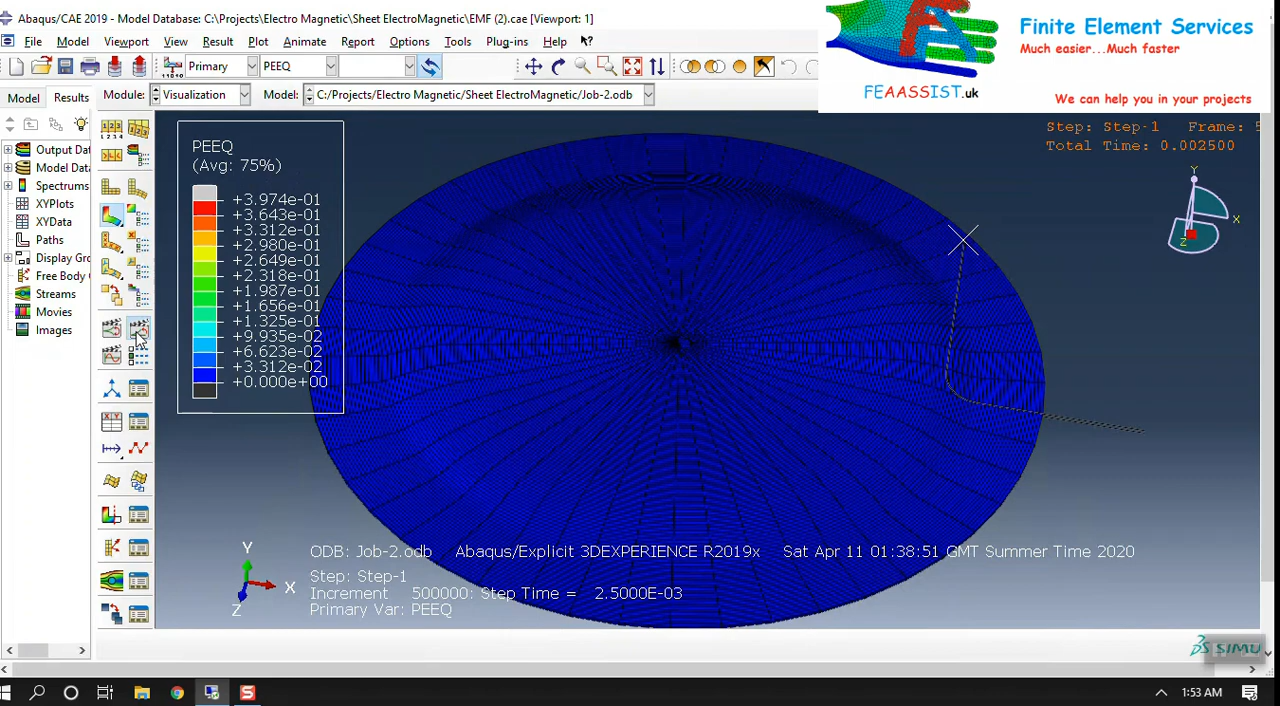 Abaqus/CAE 2019 - Model Database: C:\Projects\Electro Magnetic\Sheet ElectroMagnetic\EMF (2).cae [Viewport: 1]
File Model Viewport View Result Plot Animate Report Options Tools Plug-ins Help
Primary PEEQ
Model Results Module: Visualization Model: C:/Projects/Electro Magnetic/Sheet ElectroMagnetic/Job-2.odb
Finite Element Services
Much easier...Much faster
FEAASSIST.uk
We can help you in your projects
Output Dat
Model Dat
Spectrums
XYPlots
XYData
Paths
Display Gro
Free Body
Streams
Movies
Images
PEEQ
(Avg: 75%)
+3.974e-01
+3.643e-01
+3.312e-01
+2.980e-01
+2.649e-01
+2.318e-01
+1.987e-01
+1.656e-01
+1.325e-01
+9.935e-02
+6.623e-02
+3.312e-02
+0.000e+00
Step: Step-1 Frame: 5
Total Time: 0.002500
Y
X
Z
Y
X
Z
ODB: Job-2.odb Abaqus/Explicit 3DEXPERIENCE R2019x Sat Apr 11 01:38:51 GMT Summer Time 2020
Step: Step-1
Increment 500000: Step Time = 2.5000E-03
Primary Var: PEEQ
SIMU
1:53 AM